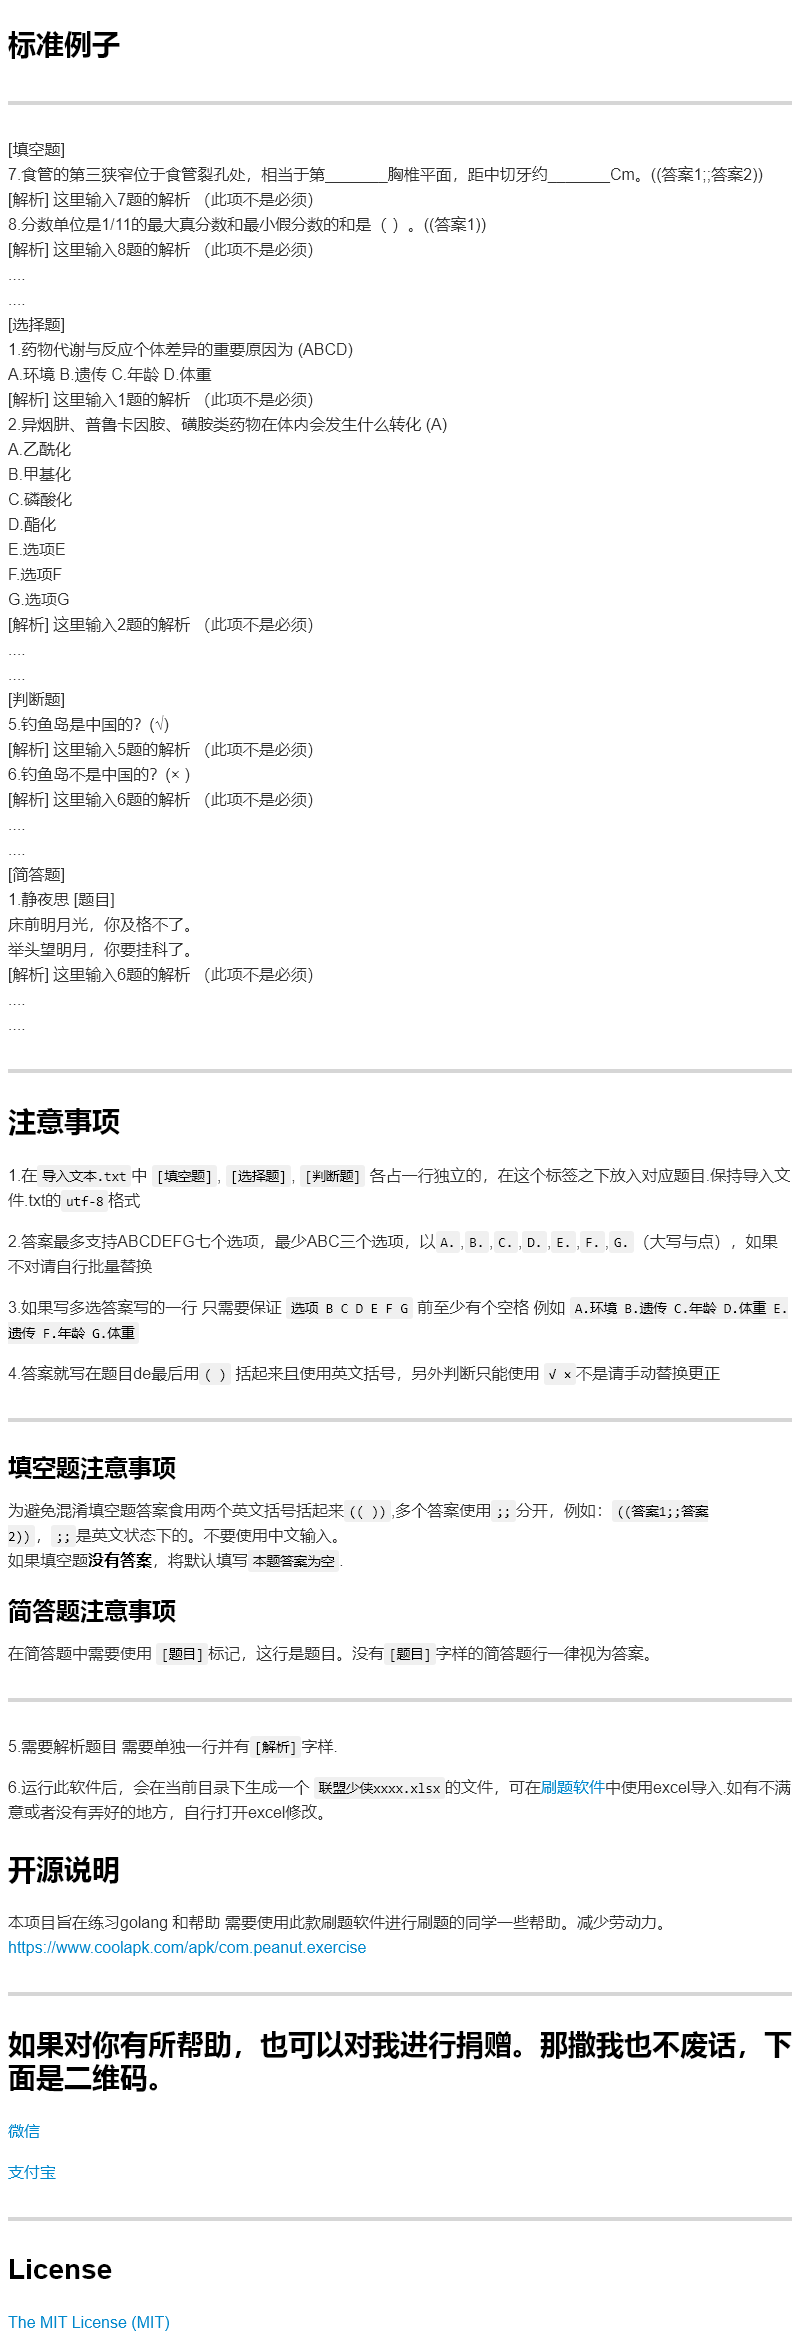 标准例子
[填空题]
7.食管的第三狭窄位于食管裂孔处，相当于第_______胸椎平面，距中切牙约_______Cm。((答案1;;答案2))
[解析] 这里输入7题的解析 （此项不是必须）
8.分数单位是1/11的最大真分数和最小假分数的和是（ ）。((答案1))
[解析] 这里输入8题的解析 （此项不是必须）
....
....
[选择题]
1.药物代谢与反应个体差异的重要原因为 (ABCD)
A.环境 B.遗传 C.年龄 D.体重
[解析] 这里输入1题的解析 （此项不是必须）
2.异烟肼、普鲁卡因胺、磺胺类药物在体内会发生什么转化 (A)
A.乙酰化
B.甲基化
C.磷酸化
D.酯化
E.选项E
F.选项F
G.选项G
[解析] 这里输入2题的解析 （此项不是必须）
....
....
[判断题]
5.钓鱼岛是中国的？(√)
[解析] 这里输入5题的解析 （此项不是必须）
6.钓鱼岛不是中国的？(× )
[解析] 这里输入6题的解析 （此项不是必须）
....
....
[简答题]
1.静夜思 [题目]
床前明月光，你及格不了。
举头望明月，你要挂科了。
[解析] 这里输入6题的解析 （此项不是必须）
....
....
注意事项
1.在 导入文本.txt 中 [填空题] , [选择题] , [判断题] 各占一行独立的，在这个标签之下放入对应题目.保持导入文
件.txt的 utf-8 格式
2.答案最多支持ABCDEFG七个选项，最少ABC三个选项，以 A. , B. , C. , D. , E. , F. , G. （大写与点），如果
不对请自行批量替换
3.如果写多选答案写的一行 只需要保证 选项 B C D E F G 前至少有个空格 例如 A.环境 B.遗传 C.年龄 D.体重 E.
遗传 F.年龄 G.体重
4.答案就写在题目de最后用 ( ) 括起来且使用英文括号，另外判断只能使用 √ × 不是请手动替换更正
填空题注意事项
为避免混淆填空题答案食用两个英文括号括起来 (( )) ,多个答案使用 ;; 分开，例如： ((答案1;;答案
2)) ， ;; 是英文状态下的。不要使用中文输入。
如果填空题没有答案，将默认填写 本题答案为空 .
简答题注意事项
在简答题中需要使用 [题目] 标记，这行是题目。没有 [题目] 字样的简答题行一律视为答案。
5.需要解析题目 需要单独一行并有 [解析] 字样.
6.运行此软件后，会在当前目录下生成一个 联盟少侠xxxx.xlsx 的文件，可在刷题软件中使用excel导入.如有不满
意或者没有弄好的地方，自行打开excel修改。
开源说明
本项目旨在练习golang 和帮助 需要使用此款刷题软件进行刷题的同学一些帮助。减少劳动力。
https://www.coolapk.com/apk/com.peanut.exercise
如果对你有所帮助，也可以对我进行捐赠。那撒我也不废话，下
面是二维码。
微信
支付宝
License
The MIT License (MIT)